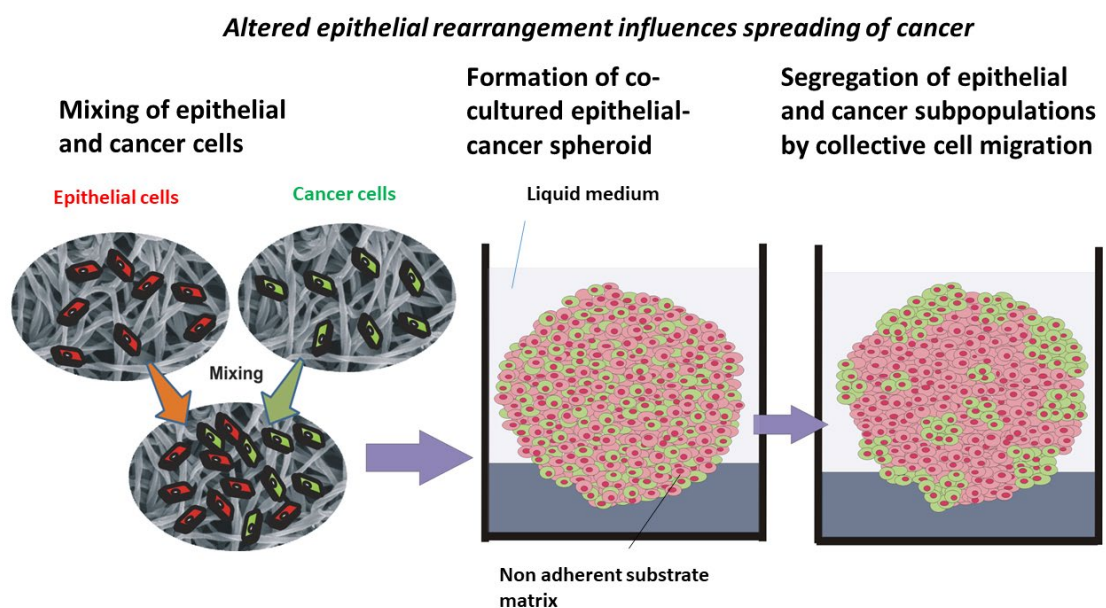 Altered epithelial rearrangement influences spreading of cancer
Mixing of epithelial
and cancer cells
Epithelial cells
Cancer cells
Mixing
Formation of co-
cultured epithelial-
cancer spheroid
Liquid medium
Non adherent substrate
matrix
Segregation of epithelial
and cancer subpopulations
by collective cell migration